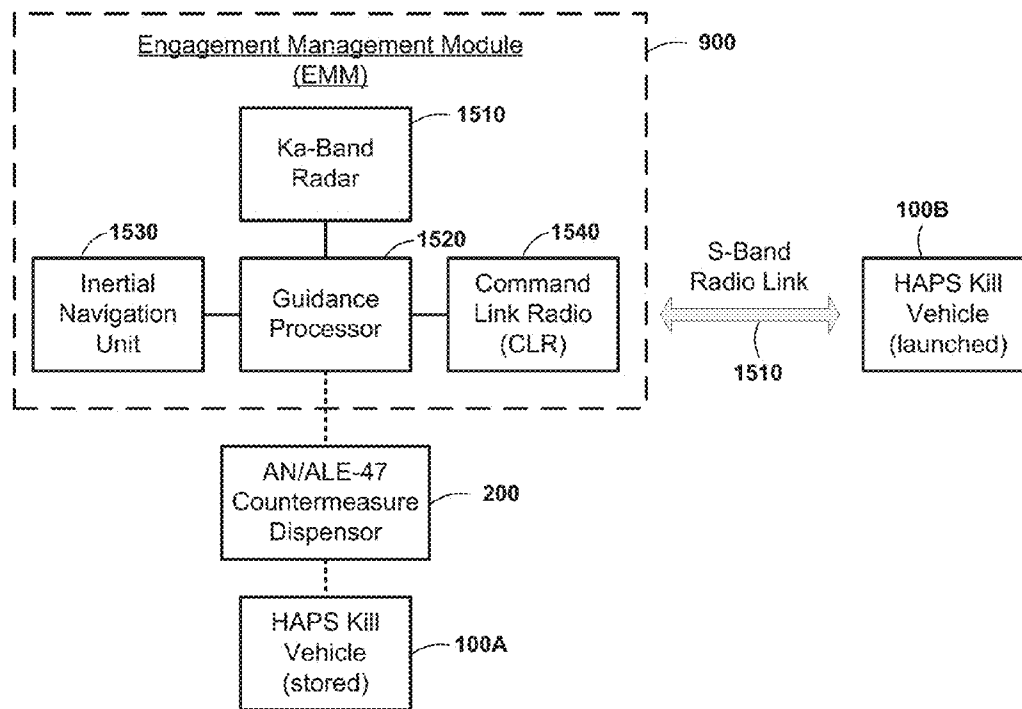 Engagement Management Module
(EMM)
900
1510
Ka-Band
Radar
1530
1520
1540
100B
Inertial
Navigation
Unit
Guidance
Processor
Command
Link Radio
(CLR)
S-Band
Radio Link
1510
HAPS Kill
Vehicle
(launched)
AN/ALE-47
Countermeasure
Dispensor
200
HAPS Kill
Vehicle
(stored)
100A